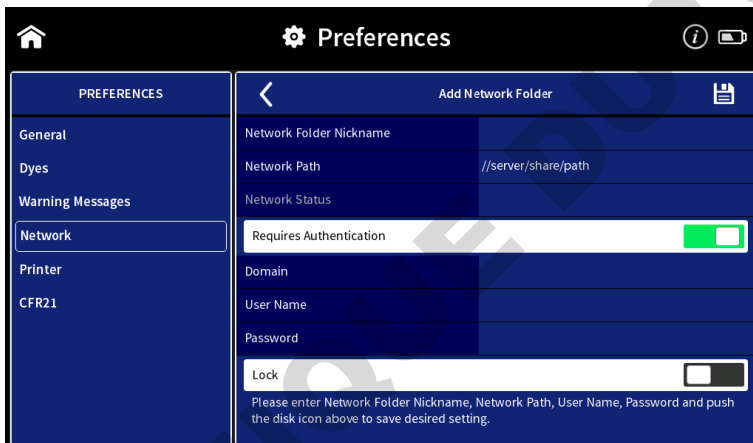 Preferences
i
PREFERENCES
General
Dyes
Warning Messages
Network
Printer
CFR21
Add Network Folder
Network Folder Nickname
Network Path //server/share/path
Network Status
Requires Authentication
Domain
User Name
Password
Lock
Please enter Network Folder Nickname, Network Path, User Name, Password and push
the disk icon above to save desired setting.